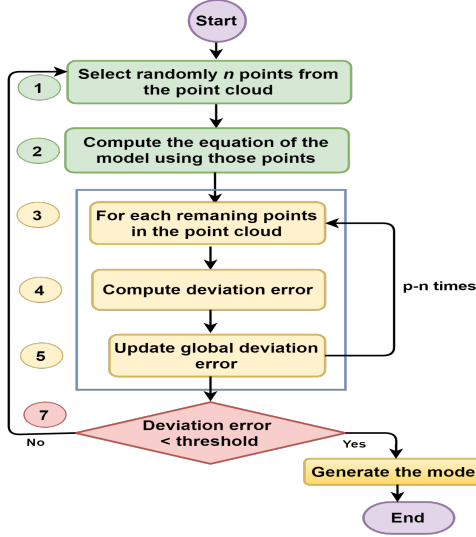 Start
1
Select randomly n points from
the point cloud
2
Compute the equation of the
model using those points
3
For each remaning points
in the point cloud
p-n times
4
Compute deviation error
5
Update global deviation
error
7
Deviation error
< threshold
No
Yes
Generate the mode
End